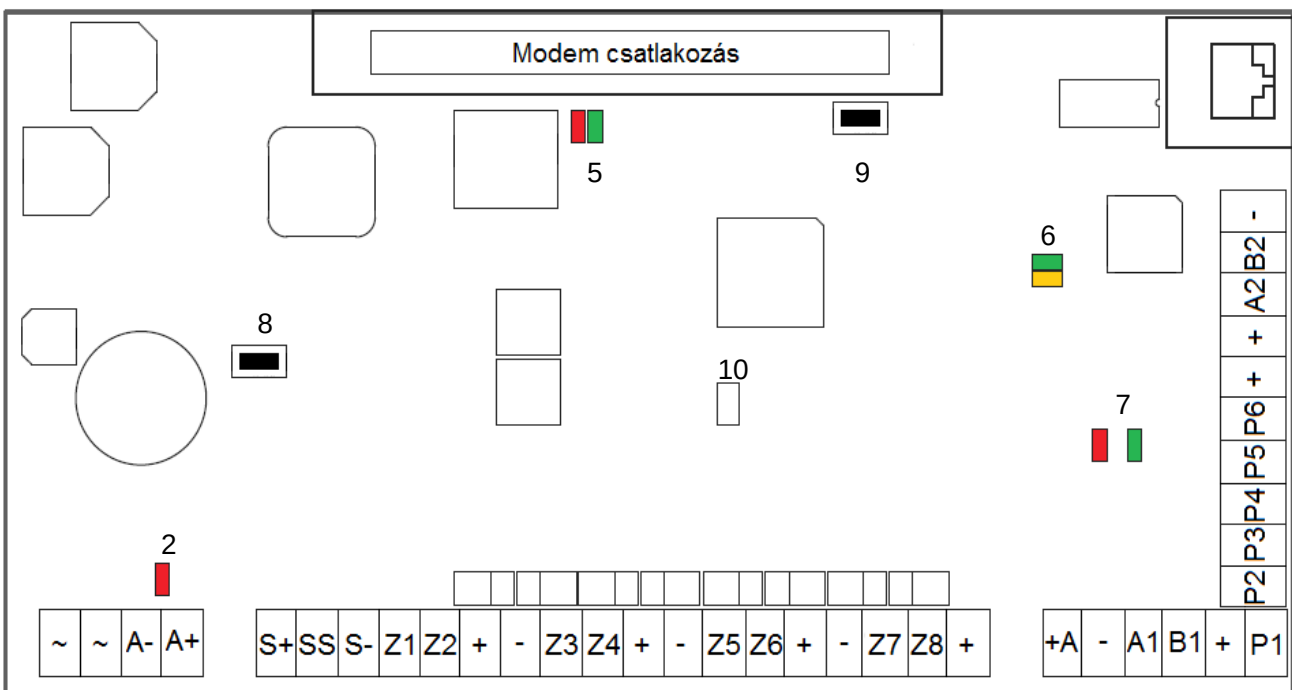 Modem csatlakozás
5
9
6
8
10
7
2
-
B2
A2
+
+
P6
P5
P4
P3
P2
~ ~ A- A+ S+ SS S- Z1 Z2 + - Z3 Z4 + - Z5 Z6 + - Z7 Z8 + +A - A1 B1 + P1